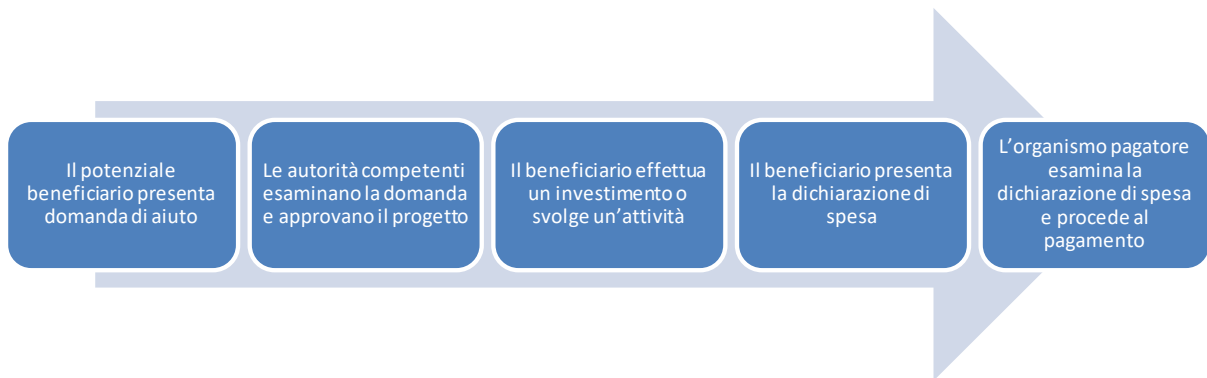 Il potenziale
beneficiario presenta
domanda di aiuto
Le autorità competenti
esaminano la domanda
e approvano il progetto
Il beneficiario effettua
un investimento o
svolge un'attività
Il beneficiario presenta
la dichiarazione di
spesa
L'organismo pagatore
esamina la
dichiarazione di spesa
e procede al
pagamento